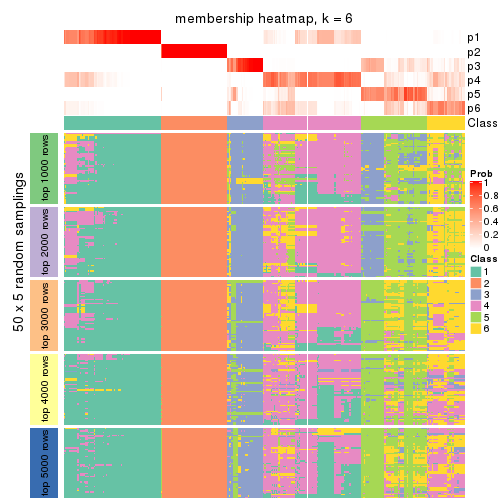 membership heatmap, k = 6
p1
p2
p3
p4
p5
p6
Class
50 x 5 random samplings
top 1000 rows
top 2000 rows
top 3000 rows
top 4000 rows
top 5000 rows
Prob
1
0.8
0.6
0.4
0.2
0
Class
1
2
3
4
5
6